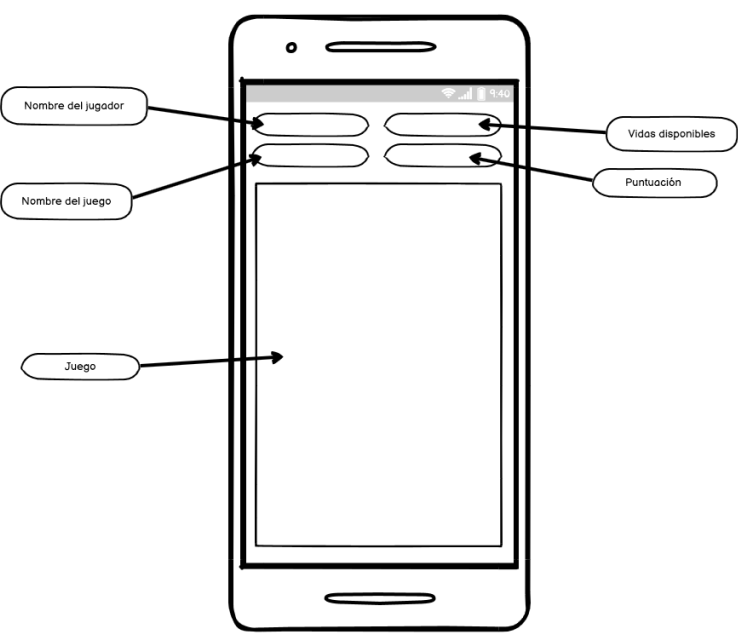 9:40
Nombre del jugador
Vidas disponibles
Puntuación
Nombre del juego
Juego